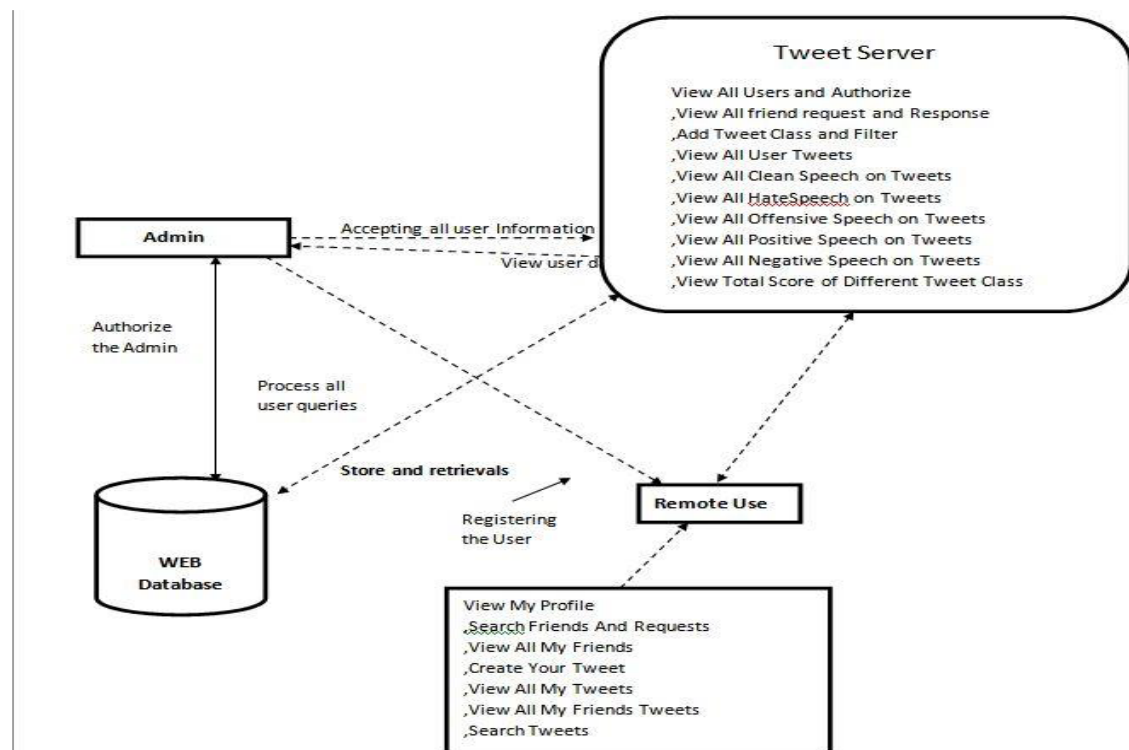 Tweet Server
View All Users and Authorize
,View All friend request and Response
,Add Tweet Class and Filter
,View All User Tweets
,View All Clean Speech on Tweets
,View All HateSpeech on Tweets
,View All Offensive Speech on Tweets
,View All Positive Speech on Tweets
,View All Negative Speech on Tweets
,View Total Score of Different Tweet Class
Admin
Accepting all user Information
View user d
Authorize
the Admin
Process all
user queries
Store and retrievals
Registering
the User
Remote Use
WEB
Database
View My Profile
,Search Friends And Requests
,View All My Friends
,Create Your Tweet
,View All My Tweets
,View All My Friends Tweets
,Search Tweets